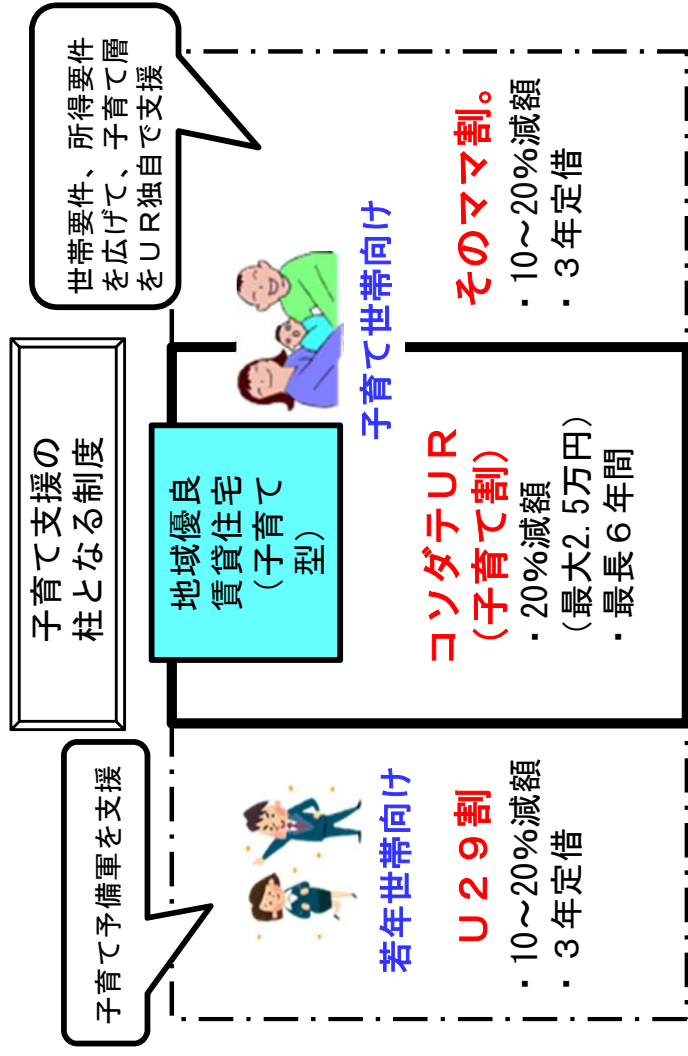 子育て支援の
柱となる制度
子育て予備軍を支援
世帯要件、所得要件
を広げて、子育て層
をＵＲ独自で支援
地域優良
賃貸住宅
（子育て
型）
若年世帯向け
子育て世帯向け
Ｕ２９割
・10～20%減額
・３年定借
コソダテＵＲ
（子育て割）
・20%減額
（最大2.5万円）
・最長６年間
そのママ割。
・10～20%減額
・３年定借